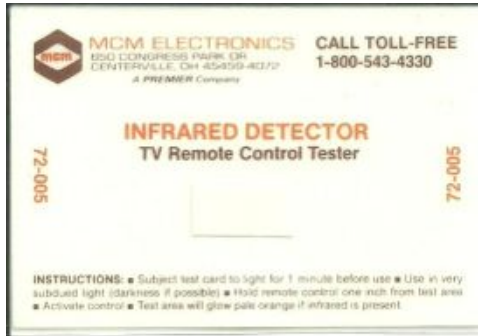 mcm
MCM ELECTRONICS
650 CONGRESS PARK DR.
CENTERVILLE, OH 45459-4072
A PREMIER Company
CALL TOLL-FREE
1-800-543-4330
INFRARED DETECTOR
TV Remote Control Tester
72-005
72-005
INSTRUCTIONS: ■ Subject test card to light for 1 minute before use ■ Use in very
subdued light (darkness if possible) ■ Hold remote control one inch from test area
■ Activate control ■ Test area will glow pale orange if infrared is present.